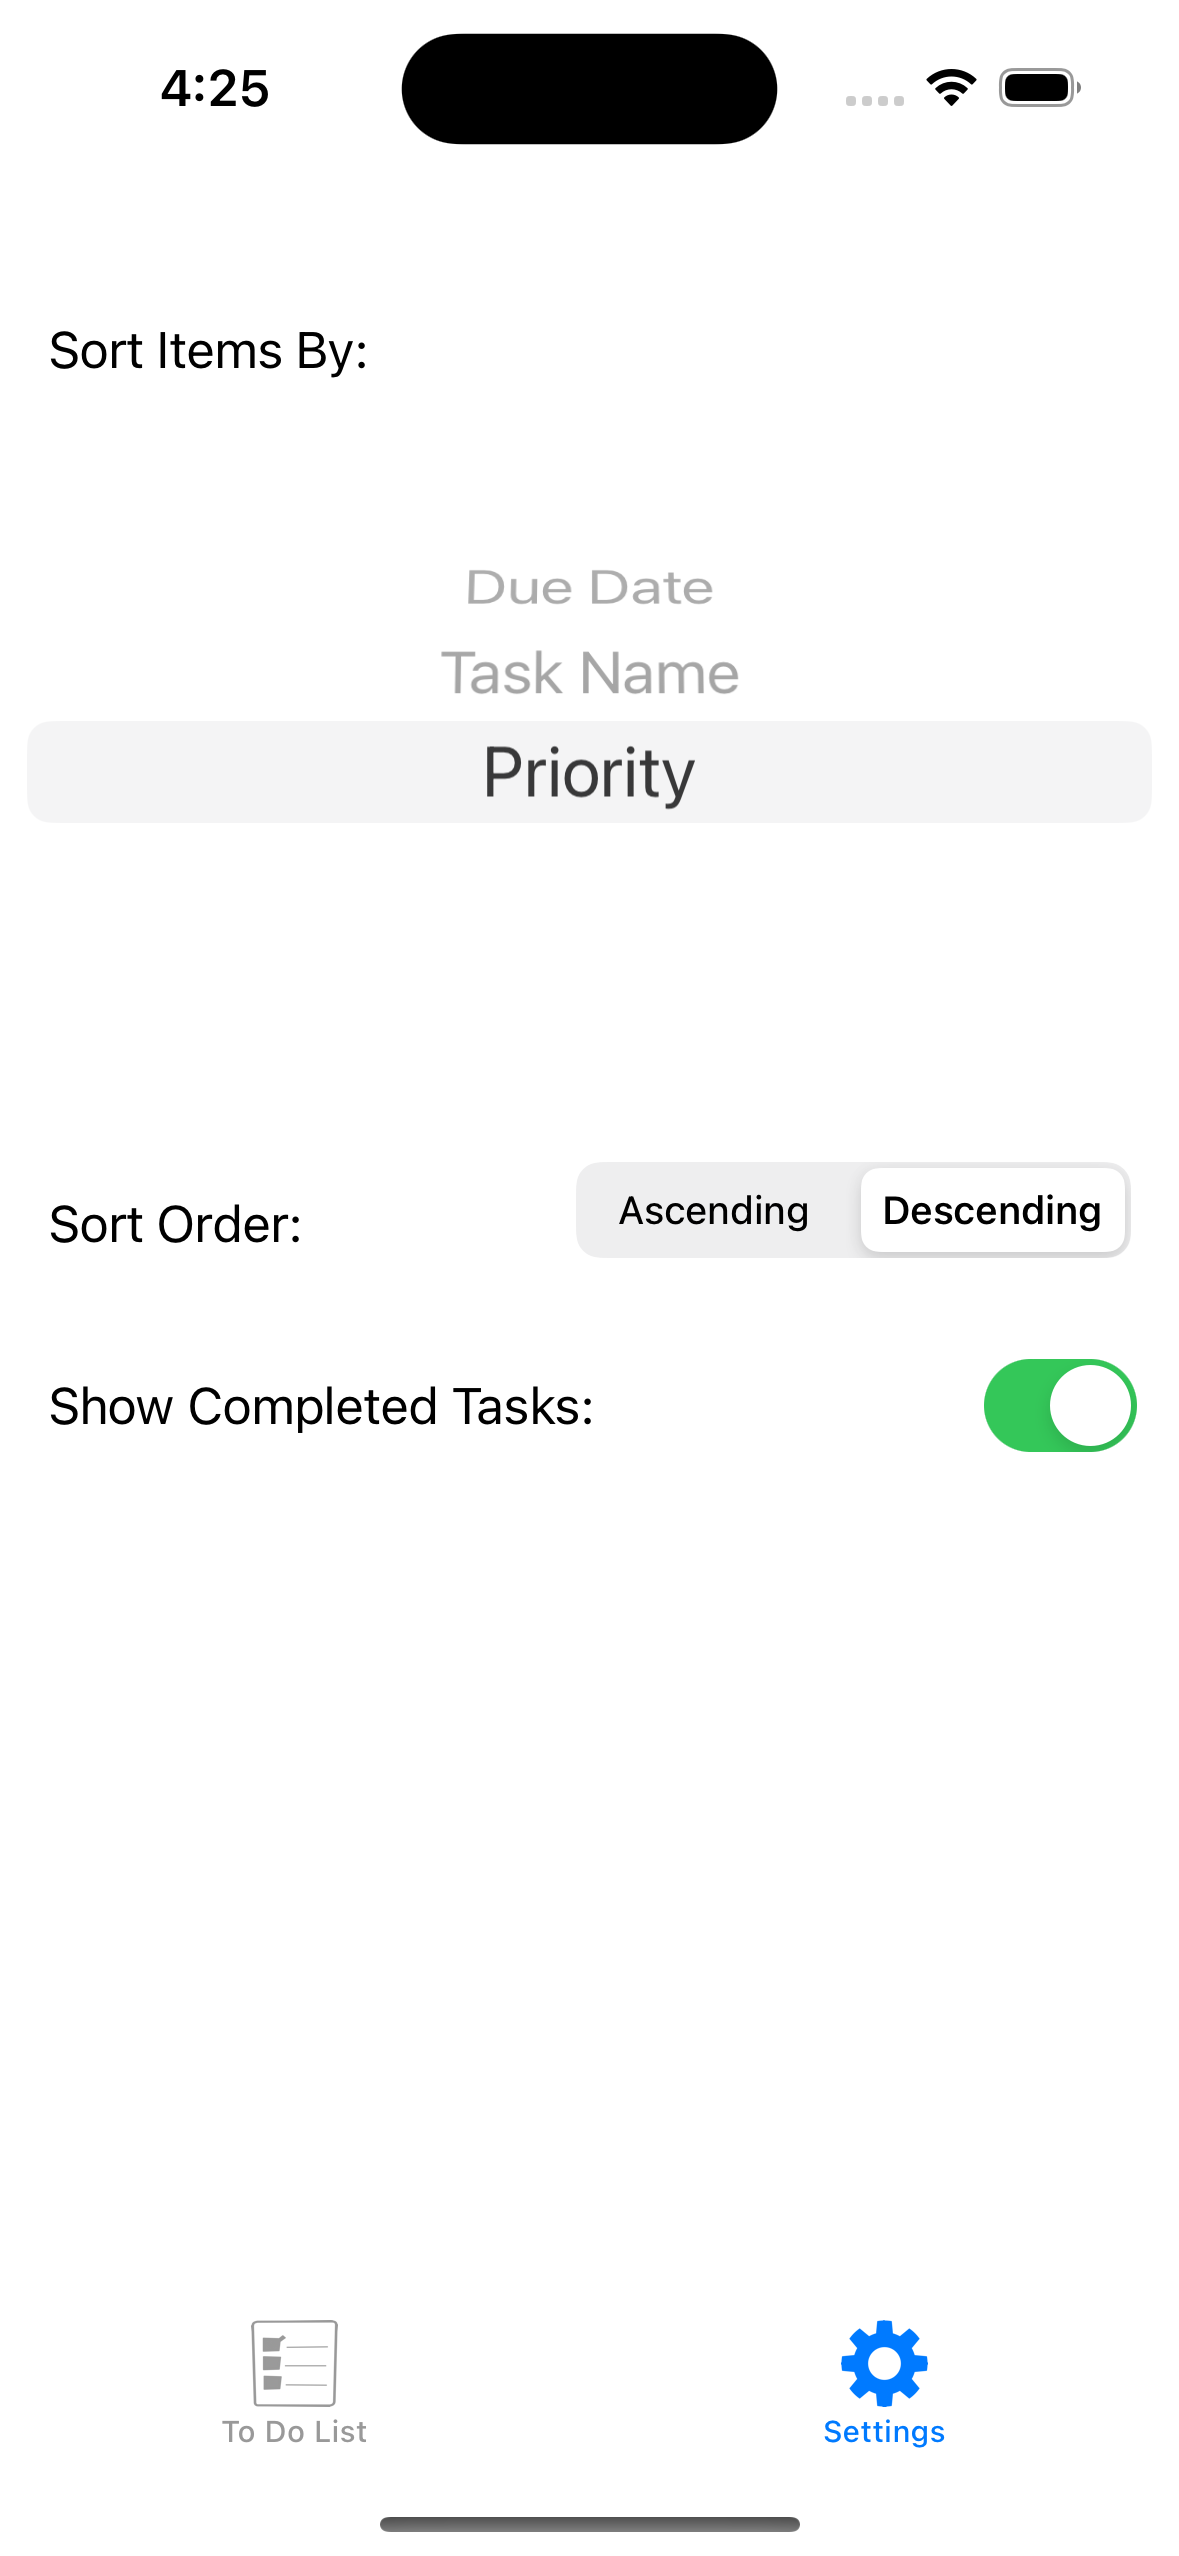 4:25
Sort Items By:
Due Date
Task Name
Priority
Sort Order:
Ascending
Descending
Show Completed Tasks:
To Do List
Settings